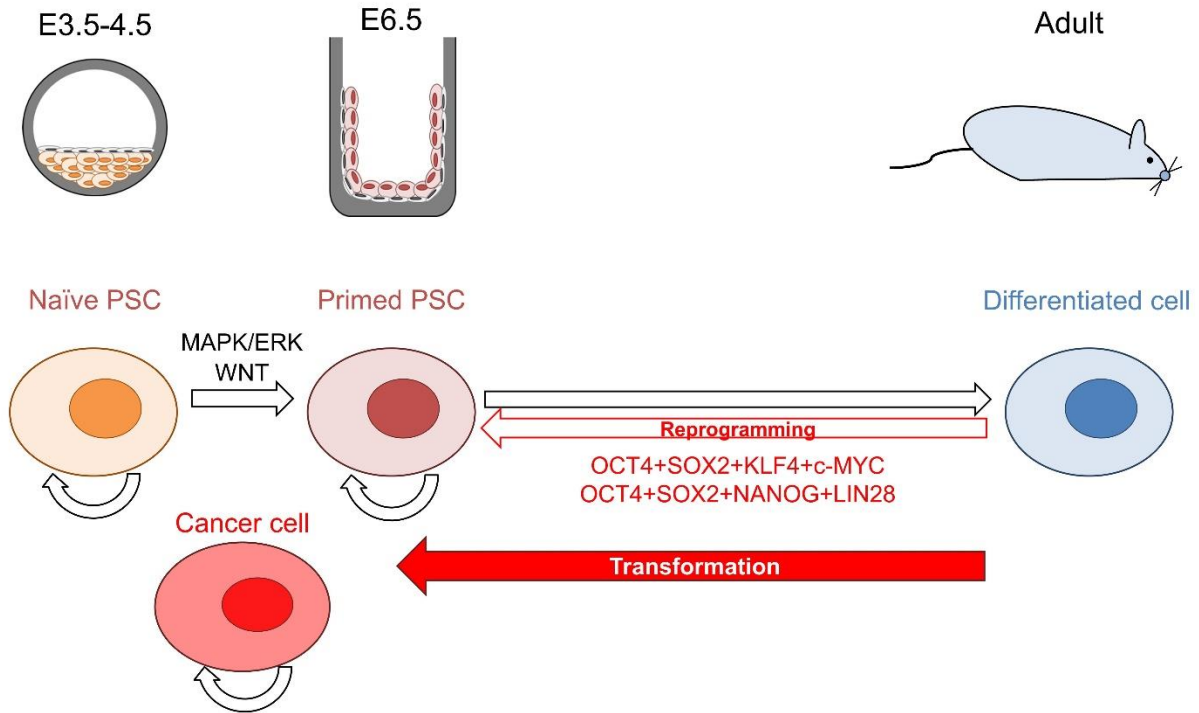 E3.5-4.5
E6.5
Adult
Naïve PSC
Primed PSC
Differentiated cell
MAPK/ERK
WNT
Reprogramming
OCT4+SOX2+KLF4+c-MYC
OCT4+SOX2+NANOG+LIN28
Cancer cell
Transformation